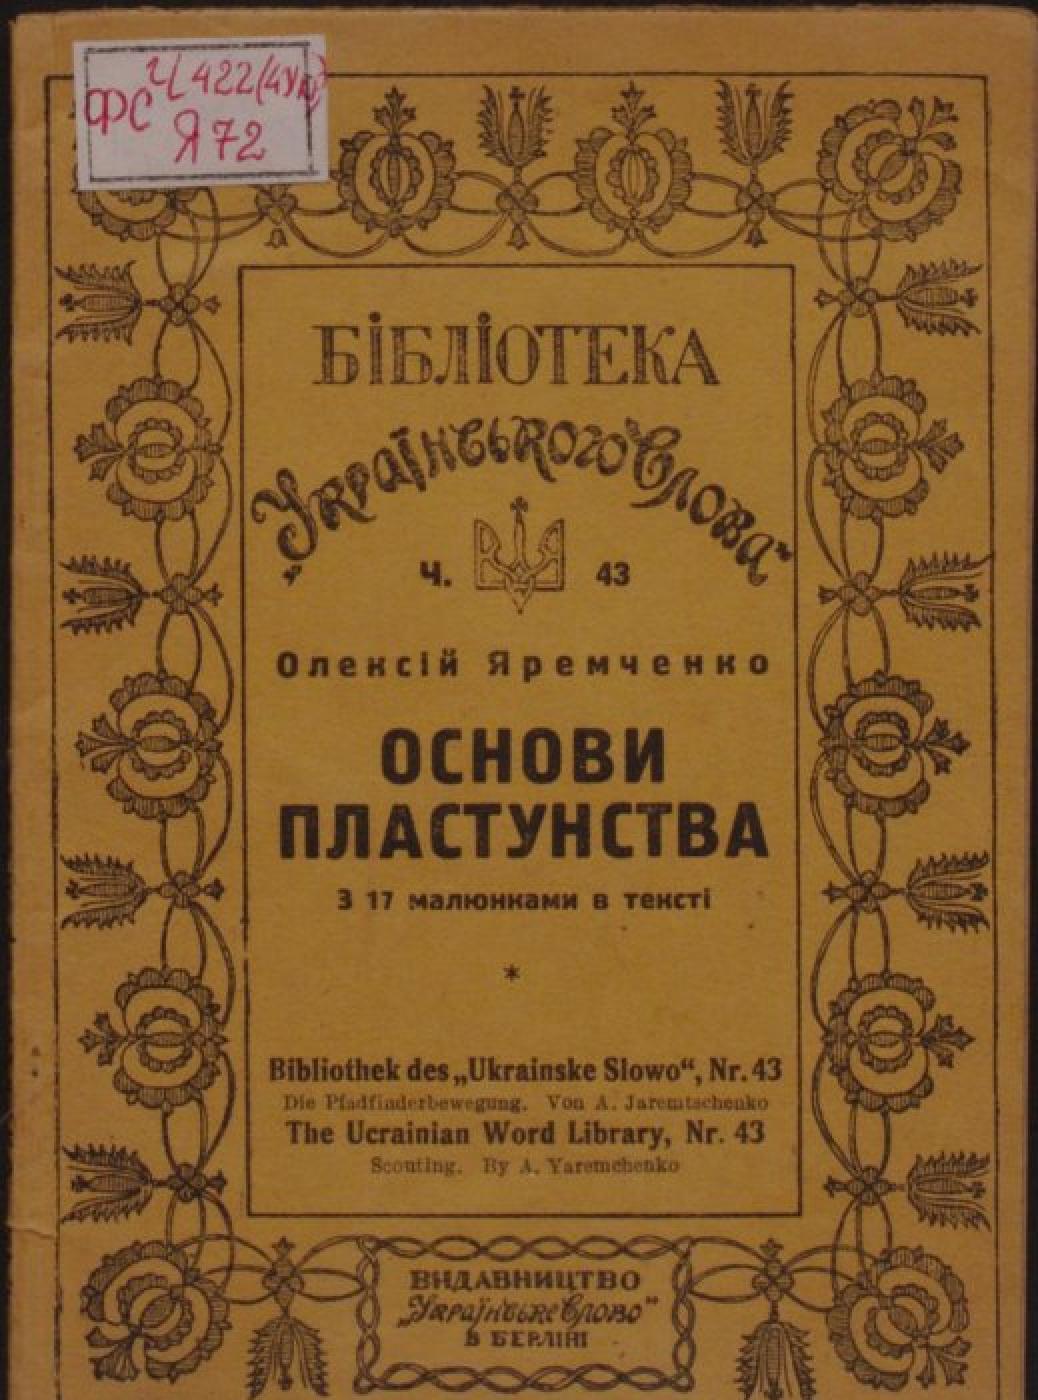 Ч 422(4Ук)
ФС
Я 72
БІБЛІОТЕКА
„Українського Слова“
Ч. 43
Олексій Яремченко
ОСНОВИ
ПЛАСТУНСТВА
З 17 малюнками в тексті
*
Bibliothek des „Ukrainske Slowo“, Nr. 43
Die Pfadfinderbewegung. Von A. Jaremtschenko
The Ucrainian Word Library, Nr. 43
Scouting. By A. Yaremchenko
ВИДАВНИЦТВО
„Українське Слово“
В БЕРЛІНІ